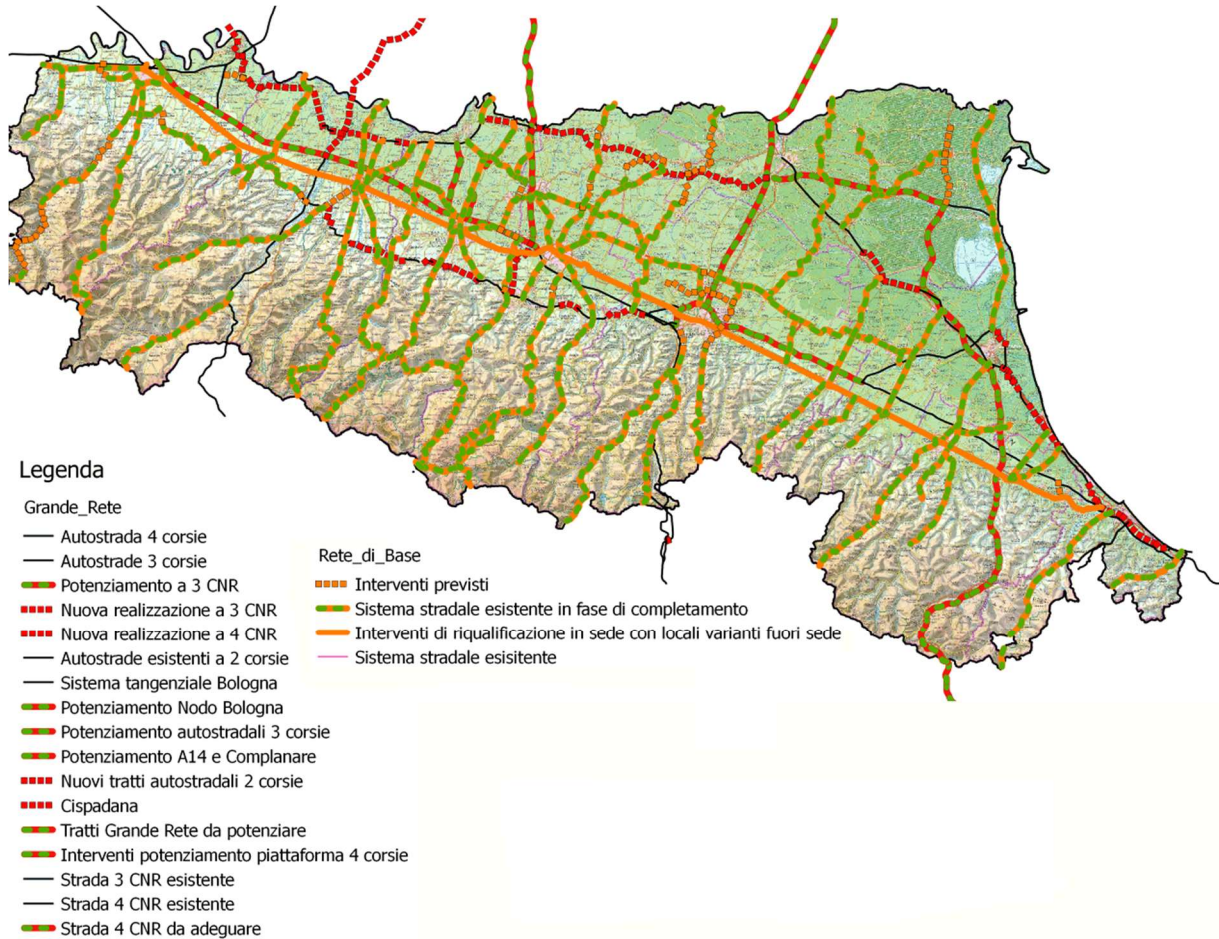 Legenda
Grande_Rete
Autostrada 4 corsie
Autostrade 3 corsie
Potenziamento a 3 CNR
Nuova realizzazione a 3 CNR
Nuova realizzazione a 4 CNR
Autostrade esistenti a 2 corsie
Sistema tangenziale Bologna
Potenziamento Nodo Bologna
Potenziamento autostradali 3 corsie
Potenziamento A14 e Complanare
Nuovi tratti autostradali 2 corsie
Cispadana
Tratti Grande Rete da potenziare
Interventi potenziamento piattaforma 4 corsie
Strada 3 CNR esistente
Strada 4 CNR esistente
Strada 4 CNR da adeguare
Rete_di_Base
Interventi previsti
Sistema stradale esistente in fase di completamento
Interventi di riqualificazione in sede con locali varianti fuori sede
Sistema stradale esisitente